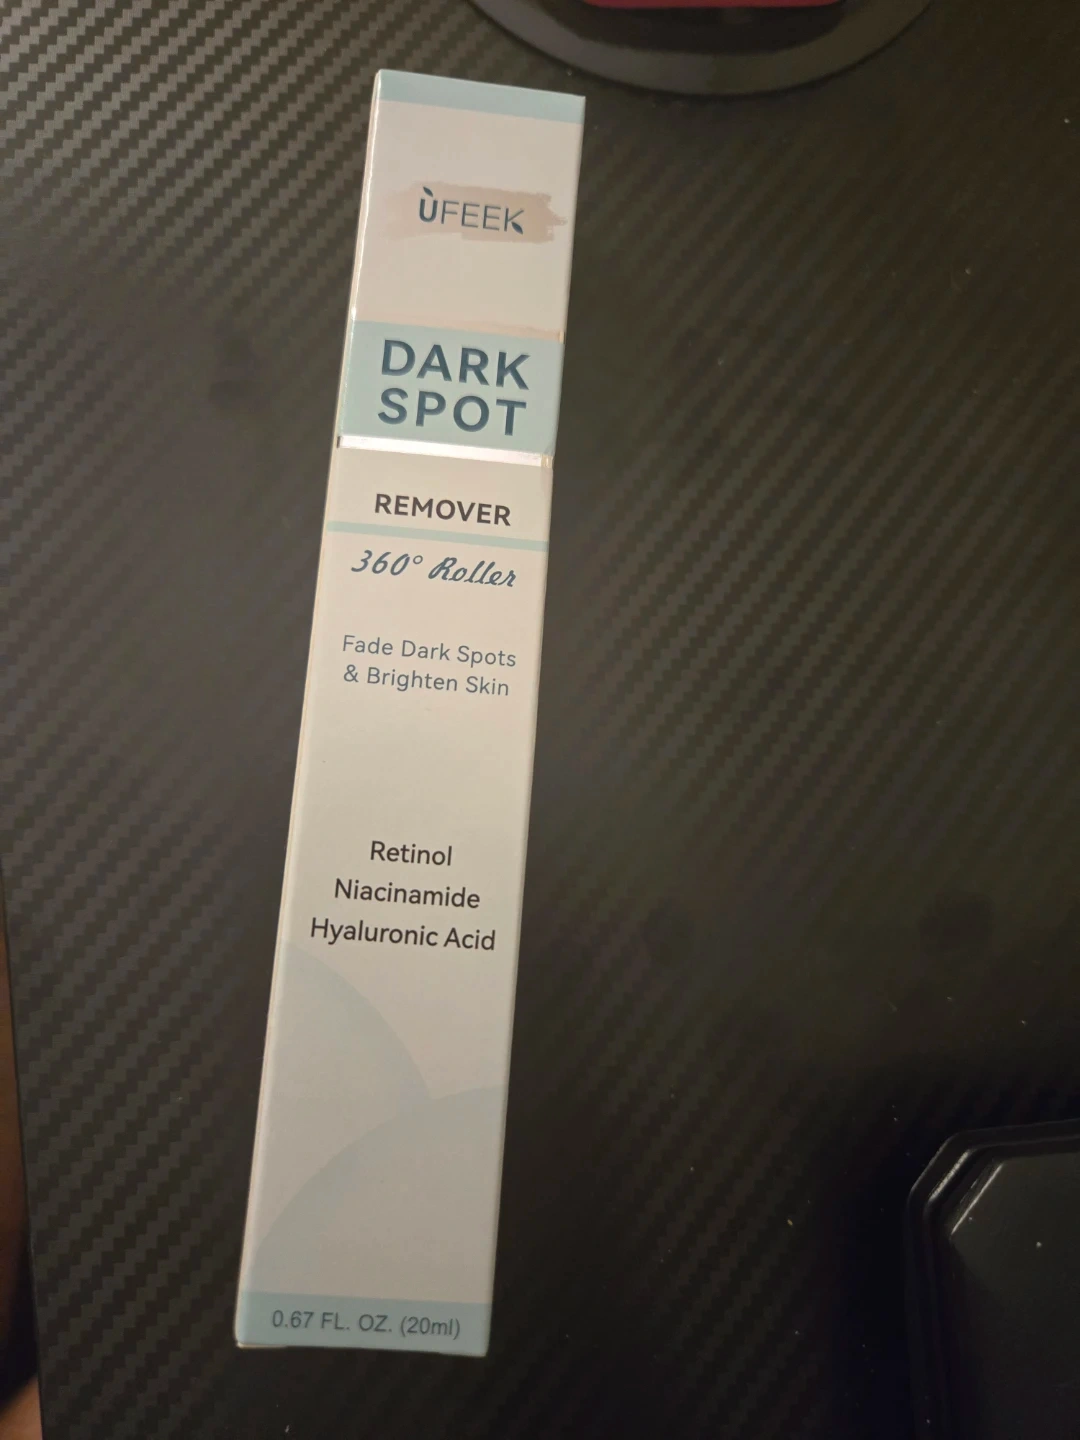 ÙFEEK
DARK
SPOT
REMOVER
360° Roller
Fade Dark Spots
& Brighten Skin
Retinol
Niacinamide
Hyaluronic Acid
0.67 FL. OZ. (20ml)